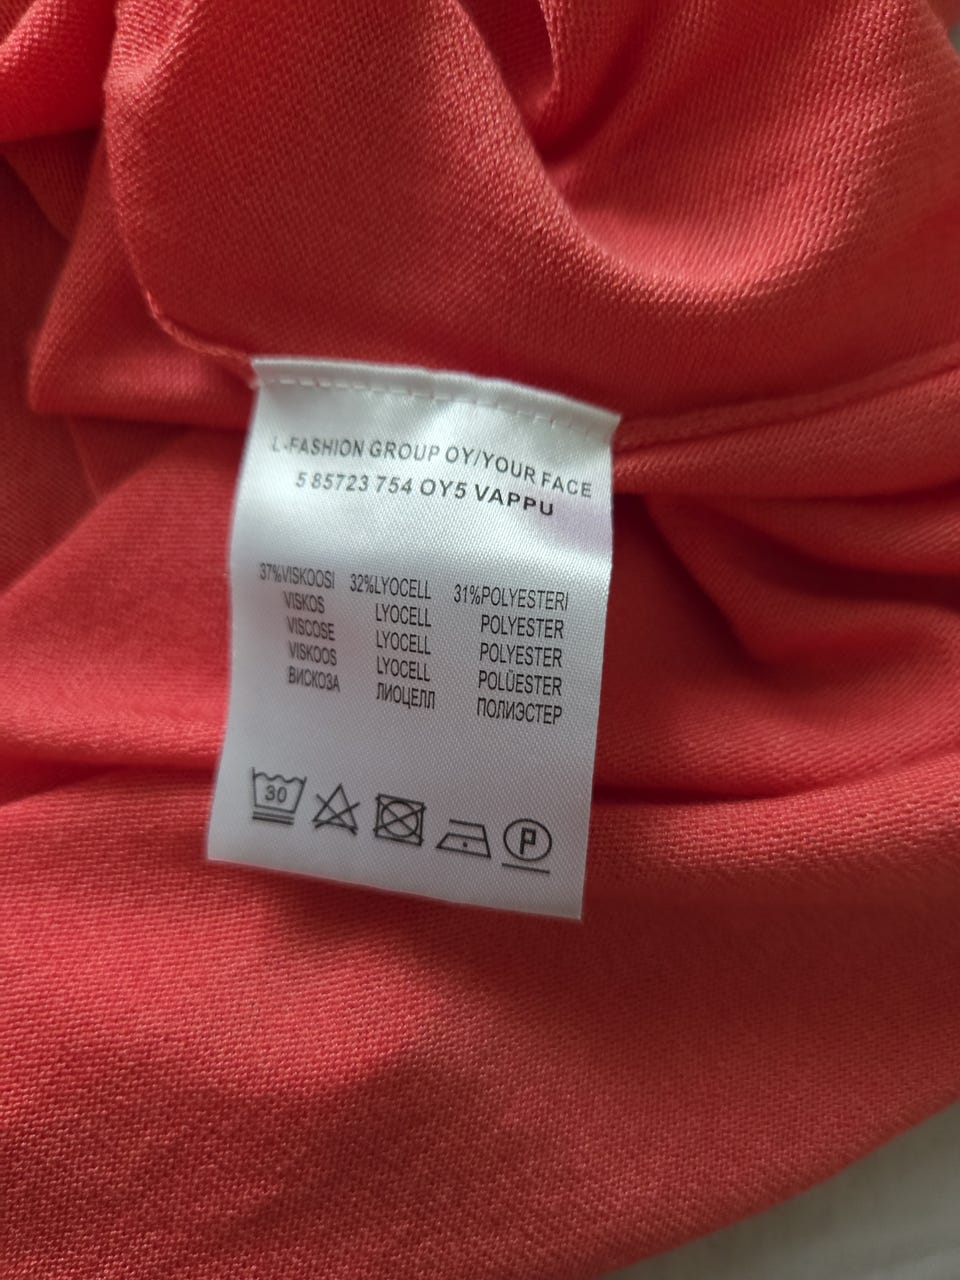 L-FASHION GROUP OY/YOUR FACE
5 85723 754 OY5 VAPPU
37%VISKOOSI 32%LYOCELL 31%POLYESTERI
VISKOS LYOCELL POLYESTER
VISCOSE LYOCELL POLYESTER
VISKOOS LYOCELL POLÜESTER
ВИСКОЗА ЛИОЦЕЛЛ ПОЛИЭСТЕР
30 P